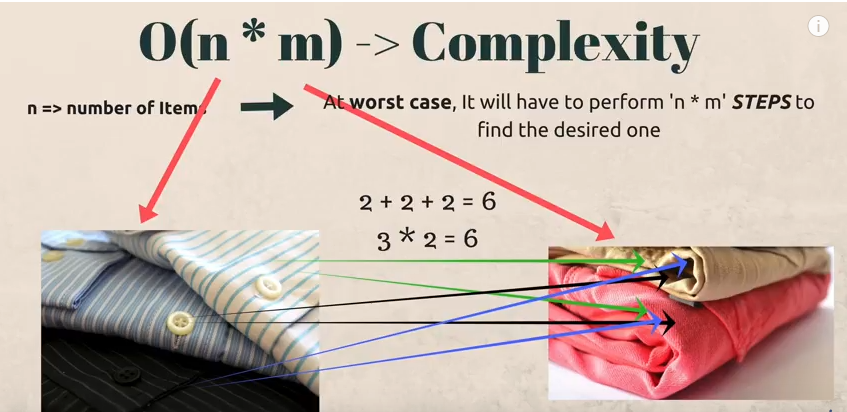 O(n * m) -> Complexity
n => number of Items
At worst case, It will have to perform 'n * m' STEPS to
find the desired one
2 + 2 + 2 = 6
3 * 2 = 6